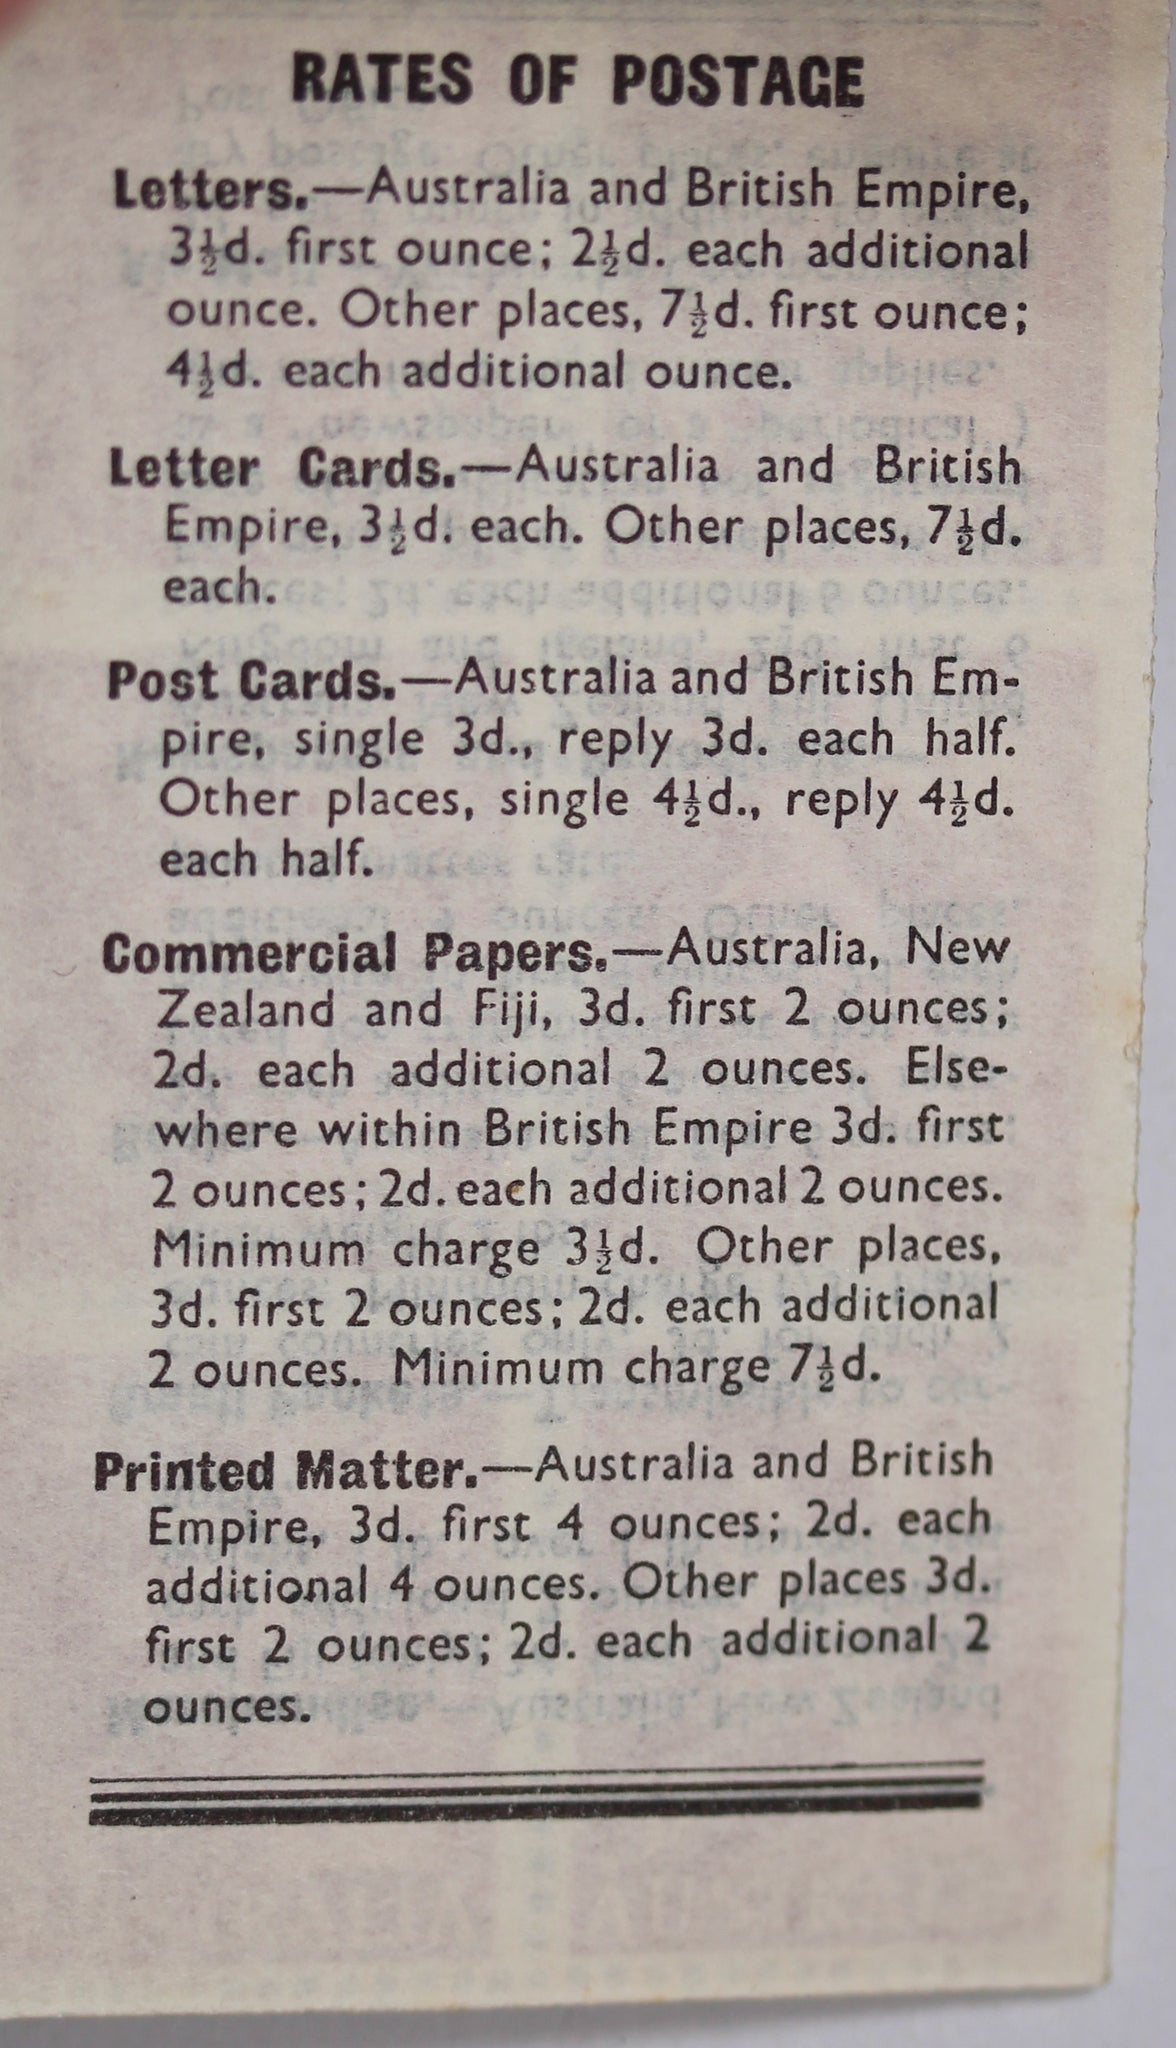 RATES OF POSTAGE
Letters.—Australia and British Empire,
3½d. first ounce; 2½d. each additional
ounce. Other places, 7½d. first ounce;
4½d. each additional ounce.
Letter Cards.—Australia and British
Empire, 3½d. each. Other places, 7½d.
each.
Post Cards.—Australia and British Em-
pire, single 3d., reply 3d. each half.
Other places, single 4½d., reply 4½d.
each half.
Commercial Papers.—Australia, New
Zealand and Fiji, 3d. first 2 ounces;
2d. each additional 2 ounces. Else-
where within British Empire 3d. first
2 ounces; 2d. each additional 2 ounces.
Minimum charge 3½d. Other places,
3d. first 2 ounces; 2d. each additional
2 ounces. Minimum charge 7½d.
Printed Matter.—Australia and British
Empire, 3d. first 4 ounces; 2d. each
additional 4 ounces. Other places 3d.
first 2 ounces; 2d. each additional 2
ounces.